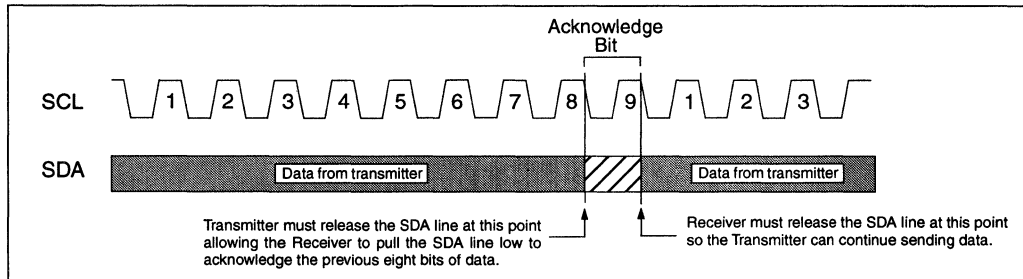 Acknowledge
Bit
SCL 1 2 3 4 5 6 7 8 9 1 2 3
SDA Data from transmitter Data from transmitter
Transmitter must release the SDA line at this point
allowing the Receiver to pull the SDA line low to
acknowledge the previous eight bits of data.
Receiver must release the SDA line at this point
so the Transmitter can continue sending data.